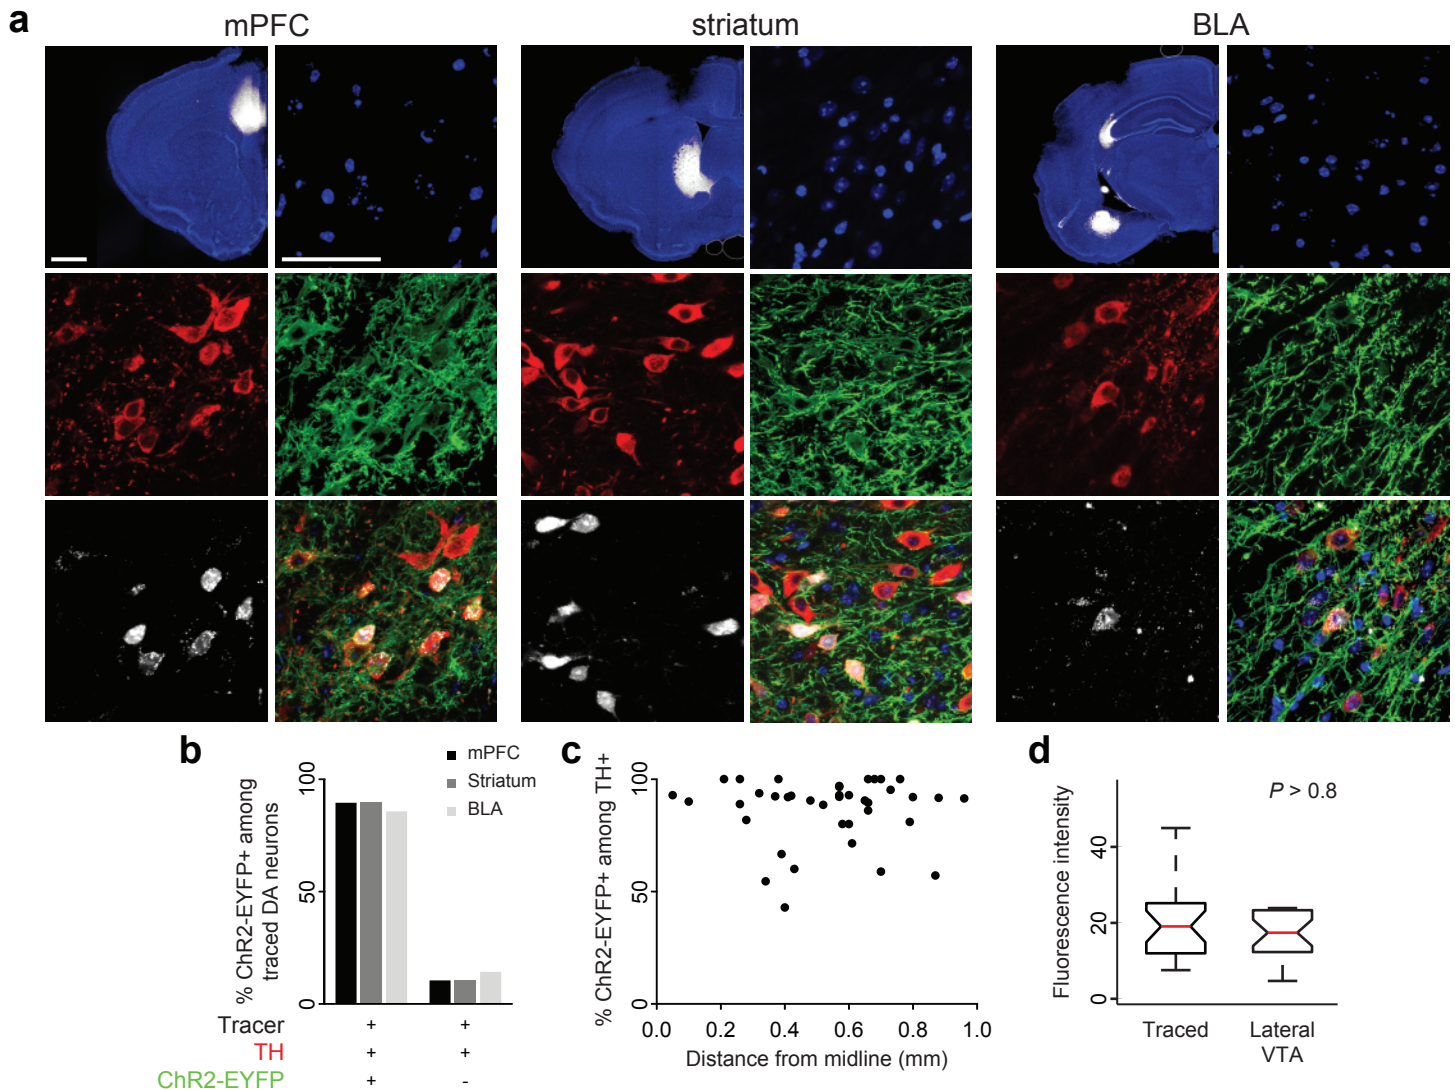 a
mPFC
striatum
BLA
b
% ChR2-EYFP+ among
traced DA neurons
100
50
0
mPFC
Striatum
BLA
Tracer + +
TH + +
ChR2-EYFP + -
c
% ChR2-EYFP+ among TH+
100
50
0
0.0 0.2 0.4 0.6 0.8 1.0
Distance from midline (mm)
d
P > 0.8
Fluorescence intensity
40
20
0
Traced
Lateral
VTA